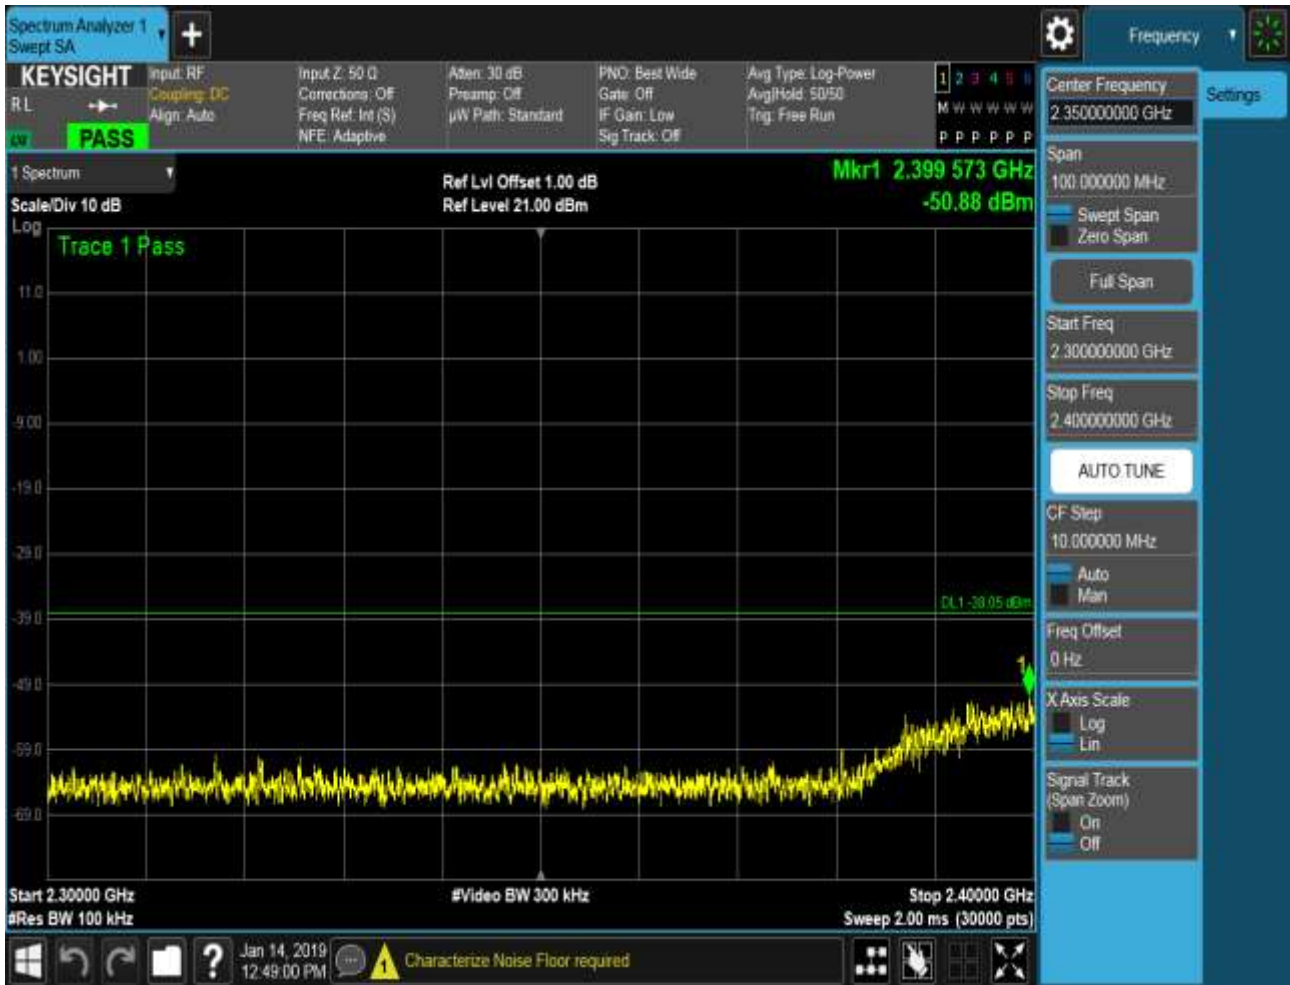 Spectrum Analyzer 1
Swept SA
+
Frequency
KEYSIGHT
RL
PASS
Input: RF
Coupling: DC
Align: Auto
Input Z: 50 Ω
Corrections: Off
Freq Ref: Int (S)
NFE: Adaptive
Atten: 30 dB
Preamp: Off
µW Path: Standard
PNO: Best Wide
Gate: Off
IF Gain: Low
Sig Track: Off
Avg Type: Log-Power
Avg|Hold: 50/50
Trig: Free Run
1 2 3 4 5 6
M W W W W W
P P P P P P
1 Spectrum
Scale/Div 10 dB
Log
Ref Lvl Offset 1.00 dB
Ref Level 21.00 dBm
Mkr1 2.399 573 GHz
-50.88 dBm
Trace 1 Pass
11.0
1.00
-9.00
-19.0
-29.0
-39.0
-49.0
-59.0
-69.0
DL1 -38.05 dBm
1
Start 2.30000 GHz
#Res BW 100 kHz
#Video BW 300 kHz
Stop 2.40000 GHz
Sweep 2.00 ms (30000 pts)
Center Frequency
2.350000000 GHz
Settings
Span
100.000000 MHz
Swept Span
Zero Span
Full Span
Start Freq
2.300000000 GHz
Stop Freq
2.400000000 GHz
AUTO TUNE
CF Step
10.000000 MHz
Auto
Man
Freq Offset
0 Hz
X Axis Scale
Log
Lin
Signal Track
(Span Zoom)
On
Off
?
Jan 14, 2019
12:49:00 PM
1
Characterize Noise Floor required